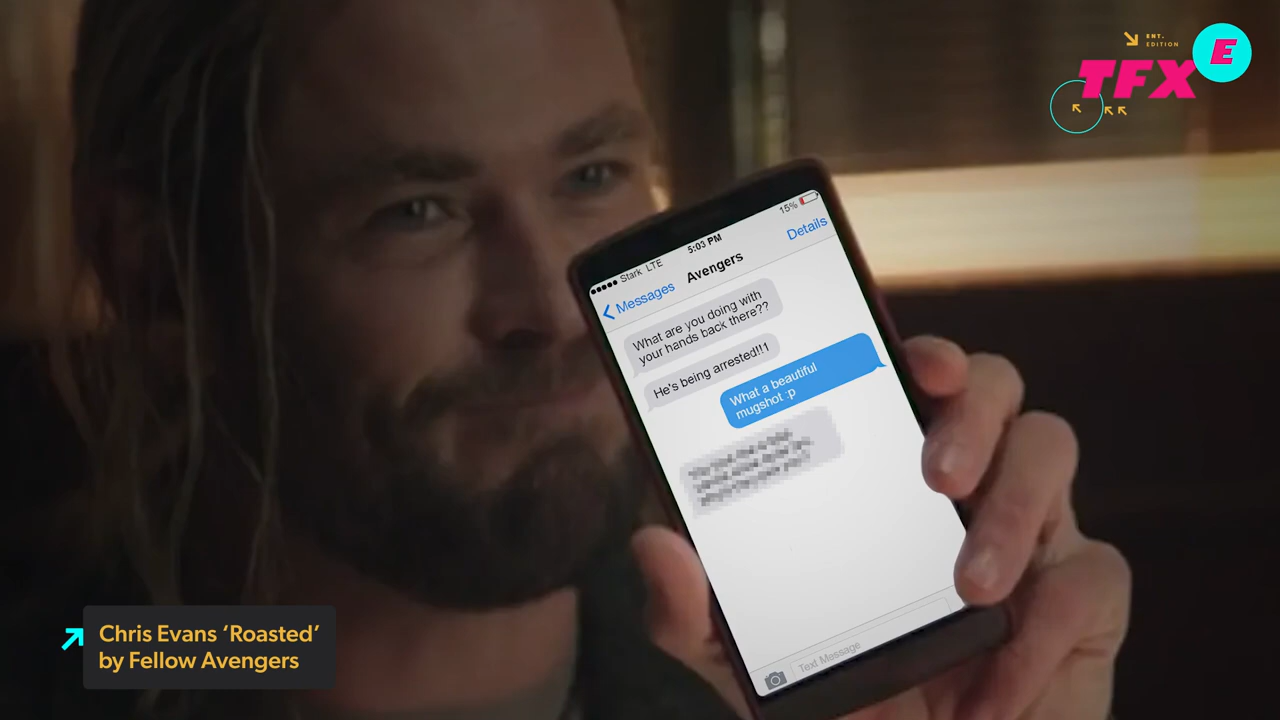 ENT.
EDITION
E
TFX
15%
5:03 PM
Stark LTE
Details
Avengers
Messages
What are you doing with
your hands back there??
He's being arrested!!1
What a beautiful
mugshot :p
Text Message
Chris Evans ‘Roasted’
by Fellow Avengers